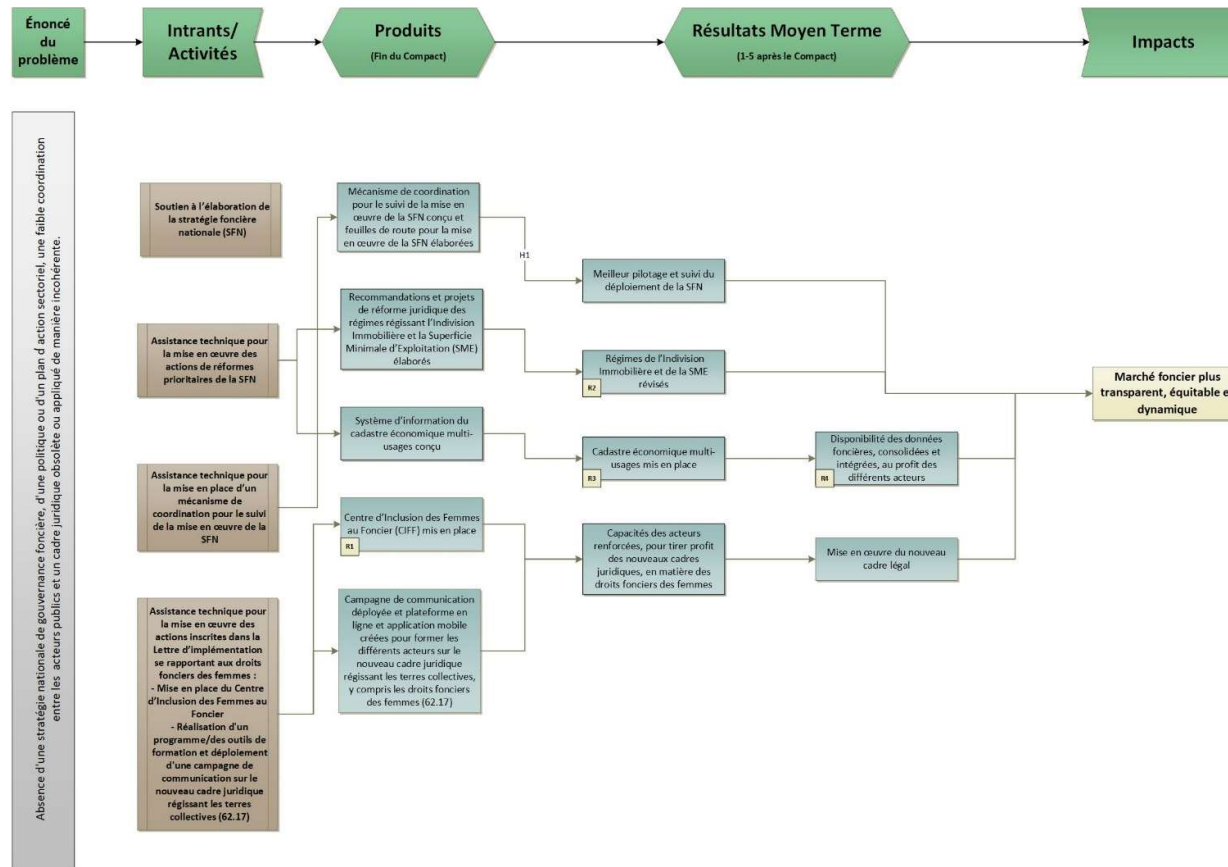 Énoncé
du
problème
Intrants/
Activités
Produits
(Fin du Compact)
Résultats Moyen Terme
(1-5 après le Compact)
Impacts
Absence d'une stratégie nationale de gouvernance foncière, d'une politique ou d'un plan d action sectoriel, une faible coordination
entre les acteurs publics et un cadre juridique obsolète ou appliqué de manière incohérente.
Soutien à l'élaboration de
la stratégie foncière
nationale (SFN)
Assistance technique pour
la mise en œuvre des
actions de réformes
prioritaires de la SFN
Assistance technique pour
la mise en place d'un
mécanisme de
coordination pour le suivi
de la mise en œuvre de la
SFN
Assistance technique pour
la mise en œuvre des
actions inscrites dans la
Lettre d'implémentation
se rapportant aux droits
fonciers des femmes :
- Mise en place du Centre
d'Inclusion des Femmes au
Foncier
- Réalisation d'un
programme/des outils de
formation et déploiement
d'une campagne de
communication sur le
nouveau cadre juridique
régissant les terres
collectives (62.17)
Mécanisme de coordination
pour le suivi de la mise en
œuvre de la SFN conçu et
feuilles de route pour la mise
en œuvre de la SFN élaborées
Recommandations et projets
de réforme juridique des
régimes régissant l'Indivision
Immobilière et la Superficie
Minimale d'Exploitation (SME)
élaborés
Système d'information du
cadastre économique multi-
usages conçu
Centre d'Inclusion des Femmes
au Foncier (CIFF) mis en place
R1
Campagne de communication
déployée et plateforme en
ligne et application mobile
créées pour former les
différents acteurs sur le
nouveau cadre juridique
régissant les terres collectives,
y compris les droits fonciers
des femmes (62.17)
H1
Meilleur pilotage et suivi du
déploiement de la SFN
Régimes de l'Indivision
Immobilière et de la SME
révisés
R2
Cadastre économique multi-
usages mis en place
R3
Capacités des acteurs
renforcées, pour tirer profit
des nouveaux cadres
juridiques, en matière des
droits fonciers des femmes
Disponibilité des données
foncières, consolidées et
intégrées, au profit des
différents acteurs
R4
Mise en œuvre du nouveau
cadre légal
Marché foncier plus
transparent, équitable e
dynamique